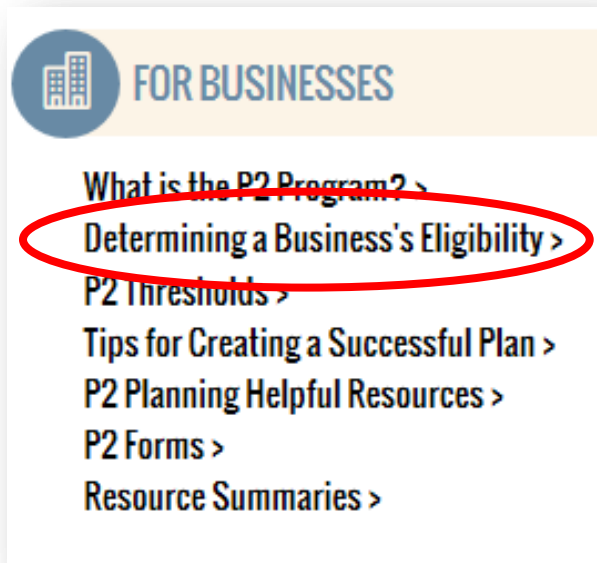 FOR BUSINESSES
What is the P2 Program? >
Determining a Business's Eligibility >
P2 Thresholds >
Tips for Creating a Successful Plan >
P2 Planning Helpful Resources >
P2 Forms >
Resource Summaries >